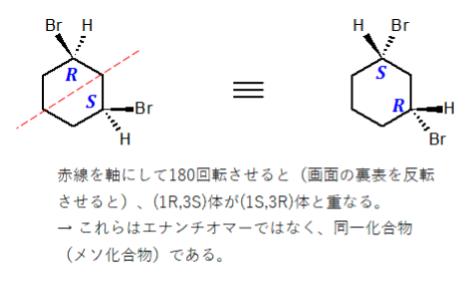 Br H
R
S
Br
H
H Br
S
R
H
Br
赤線を軸にして180回転させると（画面の裏表を反転
させると）、(1R,3S)体が(1S,3R)体と重なる。
→ これらはエナンチオマーではなく、同一化合物
（メソ化合物）である。